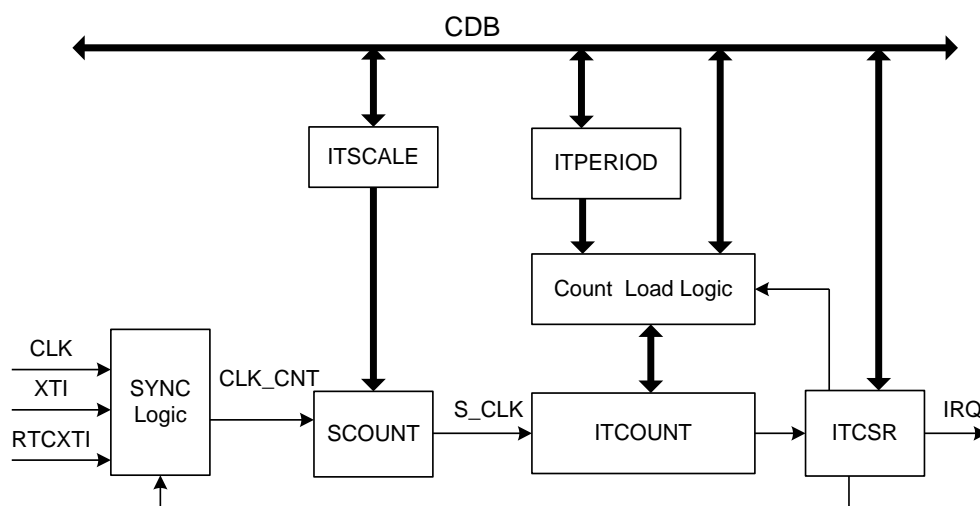 CDB
ITSCALE
ITPERIOD
Count Load Logic
CLK
XTI
RTCXTI
SYNC
Logic
CLK_CNT
SCOUNT
S_CLK
ITCOUNT
ITCSR
IRQ